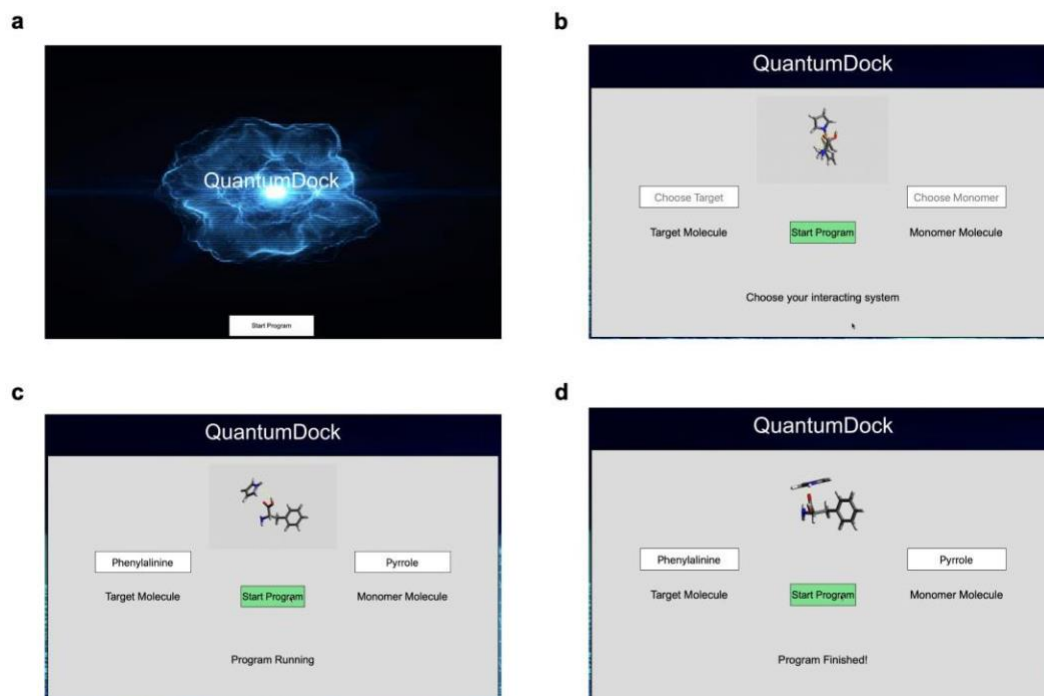 a
QuantumDock
Start Program
b
QuantumDock
Choose Target
Choose Monomer
Target Molecule
Start Program
Monomer Molecule
Choose your interacting system
c
QuantumDock
Phenylalinine
Pyrrole
Target Molecule
Start Program
Monomer Molecule
Program Running
d
QuantumDock
Phenylalinine
Pyrrole
Target Molecule
Start Program
Monomer Molecule
Program Finished!